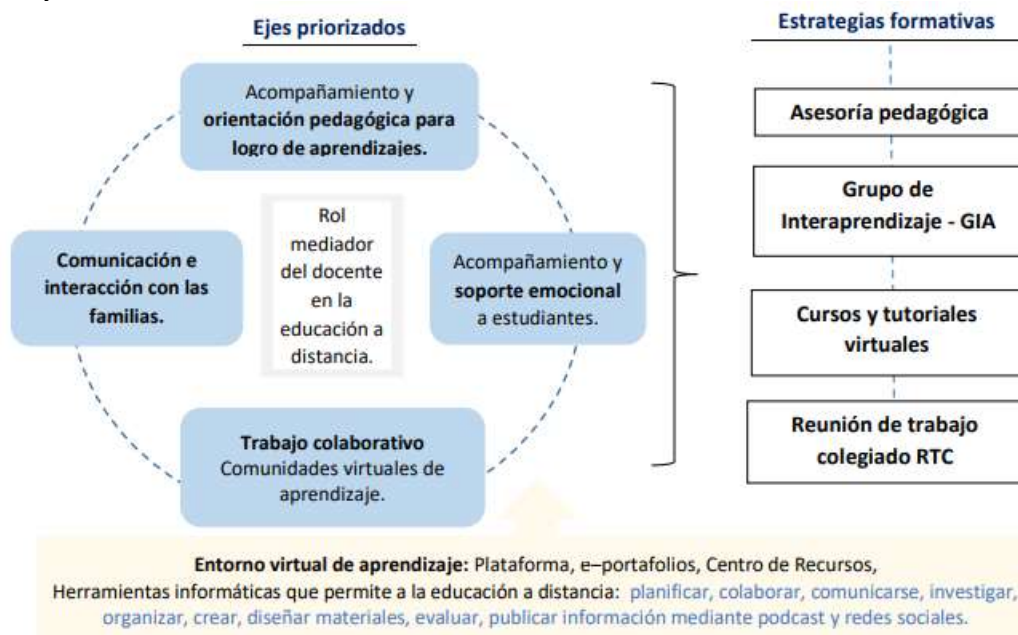 Ejes priorizados
Acompañamiento y
orientación pedagógica para
logro de aprendizajes.
Comunicación e
interacción con las
familias.
Rol
mediador
del docente
en la
educación a
distancia.
Acompañamiento y
soporte emocional
a estudiantes.
Trabajo colaborativo
Comunidades virtuales de
aprendizaje.
Estrategias formativas
Asesoría pedagógica
Grupo de
Interaprendizaje - GIA
Cursos y tutoriales
virtuales
Reunión de trabajo
colegiado RTC
Entorno virtual de aprendizaje: Plataforma, e–portafolios, Centro de Recursos,
Herramientas informáticas que permite a la educación a distancia: planificar, colaborar, comunicarse, investigar,
organizar, crear, diseñar materiales, evaluar, publicar información mediante podcast y redes sociales.